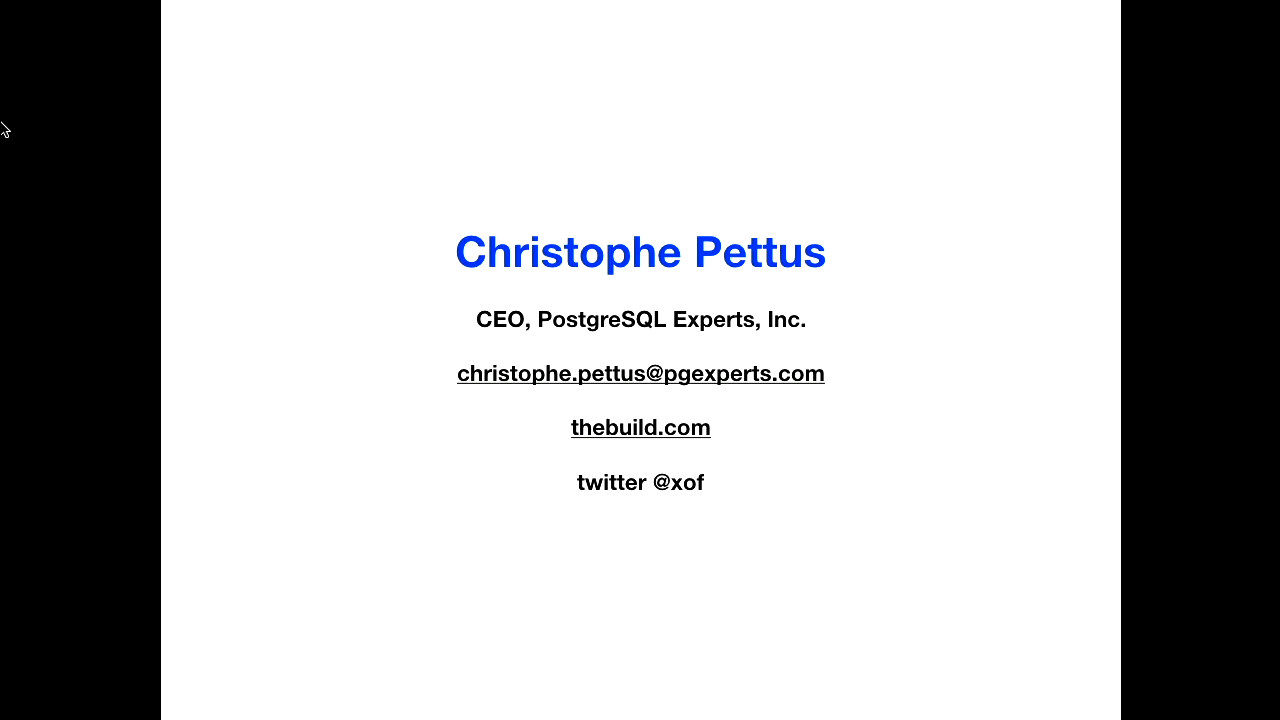 Christophe Pettus
CEO, PostgreSQL Experts, Inc.
christophe.pettus@pgexperts.com
thebuild.com
twitter @xof